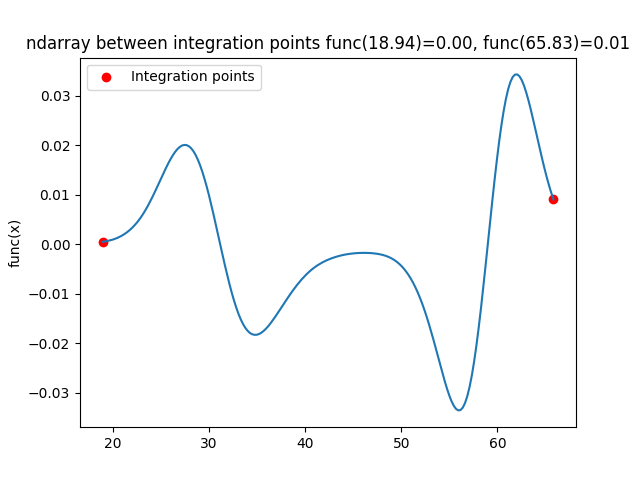 ndarray between integration points func(18.94)=0.00, func(65.83)=0.01
Integration points
func(x)
0.03
0.02
0.01
0.00
−0.01
−0.02
−0.03
20 30 40 50 60